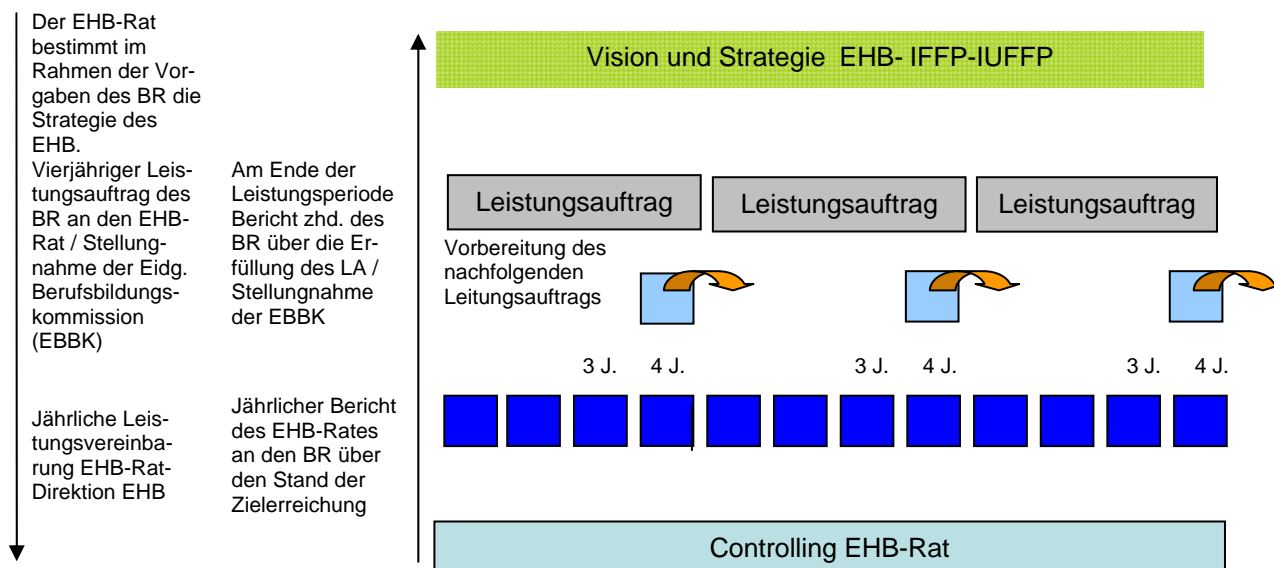 Der EHB-Rat
bestimmt im
Rahmen der Vor-
gaben des BR die
Strategie des
EHB.
Vierjähriger Leis-
tungsauftrag des
BR an den EHB-
Rat / Stellung-
nahme der Eidg.
Berufsbildungs-
kommission
(EBBK)
Jährliche Leis-
tungsvereinba-
rung EHB-Rat-
Direktion EHB
Am Ende der
Leistungsperiode
Bericht zhd. des
BR über die Er-
füllung des LA /
Stellungnahme
der EBBK
Jährlicher Bericht
des EHB-Rates
an den BR über
den Stand der
Zielerreichung
Vision und Strategie EHB- IFFP-IUFFP
Leistungsauftrag Leistungsauftrag Leistungsauftrag
Vorbereitung des
nachfolgenden
Leitungsauftrags
3 J. 4 J. 3 J. 4 J. 3 J. 4 J.
Controlling EHB-Rat